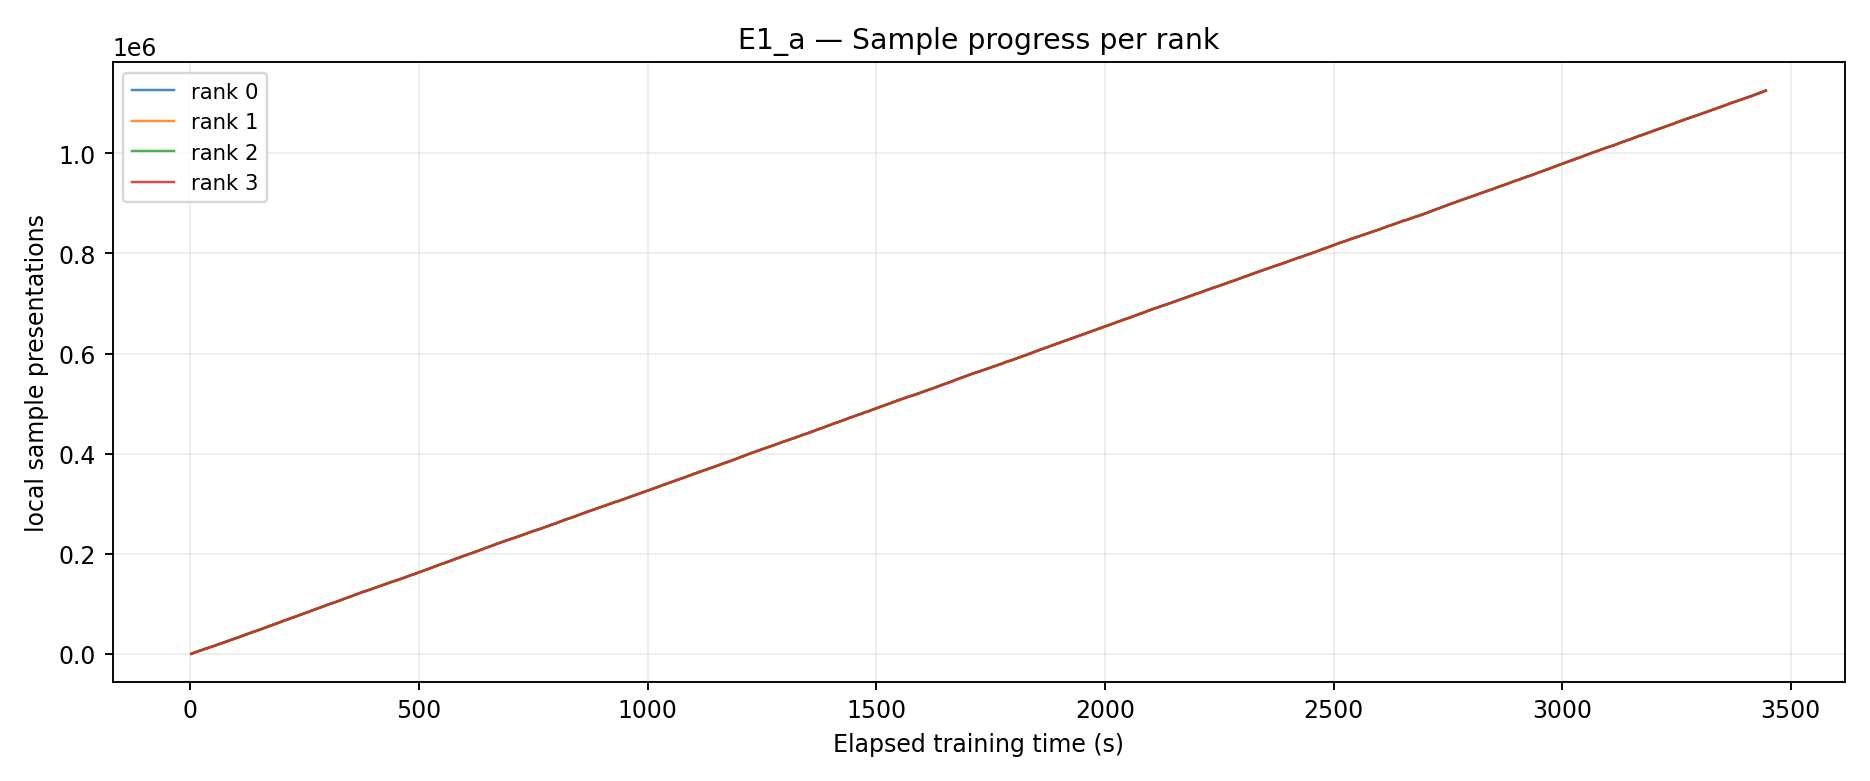 E1_a — Sample progress per rank
1e6
rank 0
rank 1
rank 2
rank 3
local sample presentations
1.0
0.8
0.6
0.4
0.2
0.0
0 500 1000 1500 2000 2500 3000 3500
Elapsed training time (s)